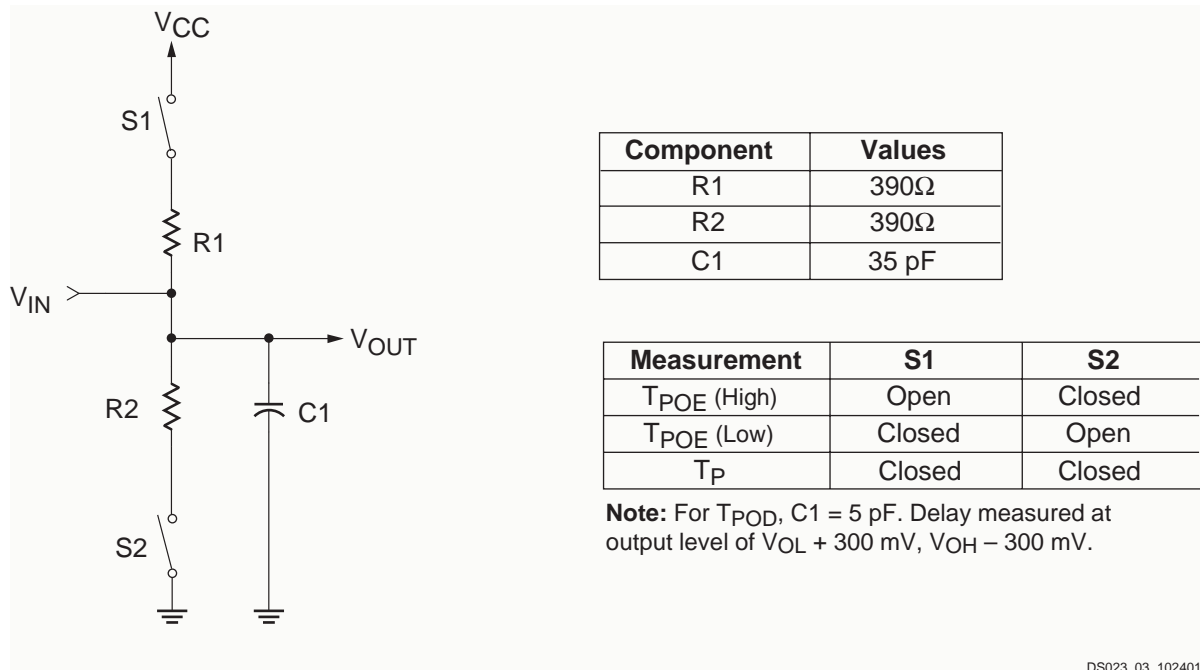 VCC
S1
R1
VIN
VOUT
R2
C1
S2
Component Values
R1 390Ω
R2 390Ω
C1 35 pF
Measurement S1 S2
TPOE (High) Open Closed
TPOE (Low) Closed Open
TP Closed Closed
Note: For TPOD, C1 = 5 pF. Delay measured at
output level of VOL + 300 mV, VOH – 300 mV.
DS023_03_102401